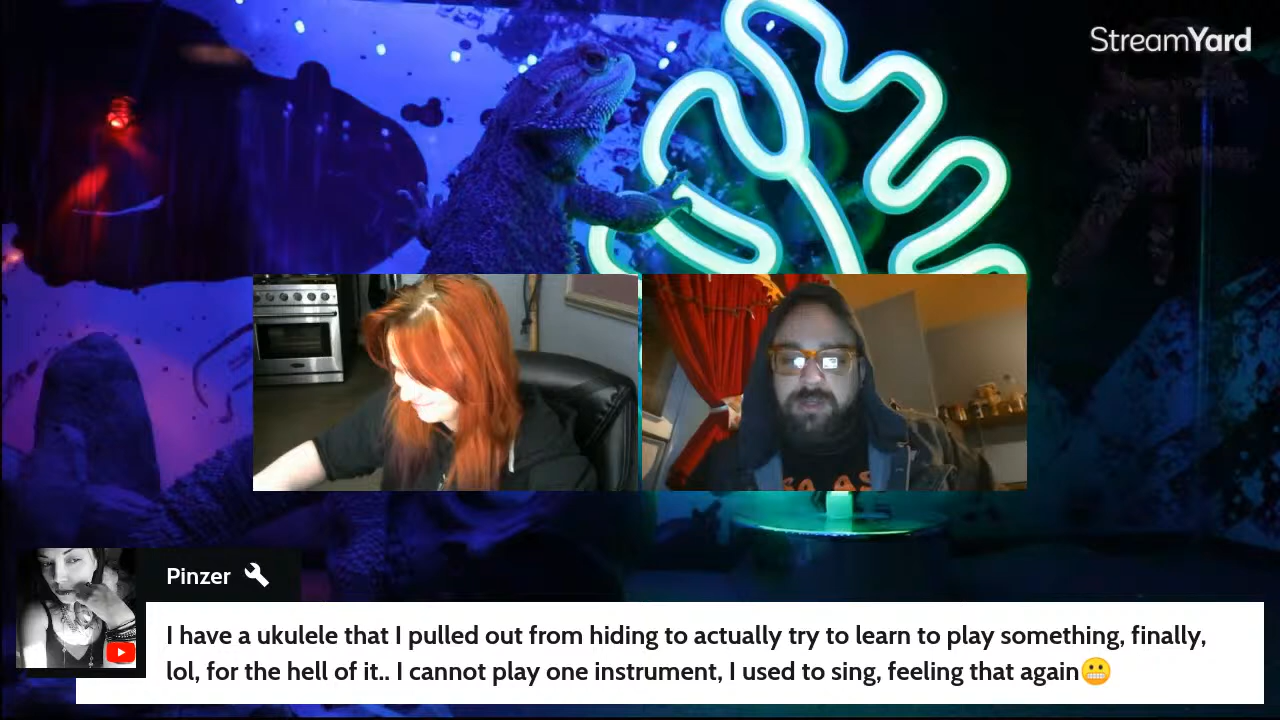 StreamYard
Pinzer
I have a ukulele that I pulled out from hiding to actually try to learn to play something, finally,
lol, for the hell of it.. I cannot play one instrument, I used to sing, feeling that again😬